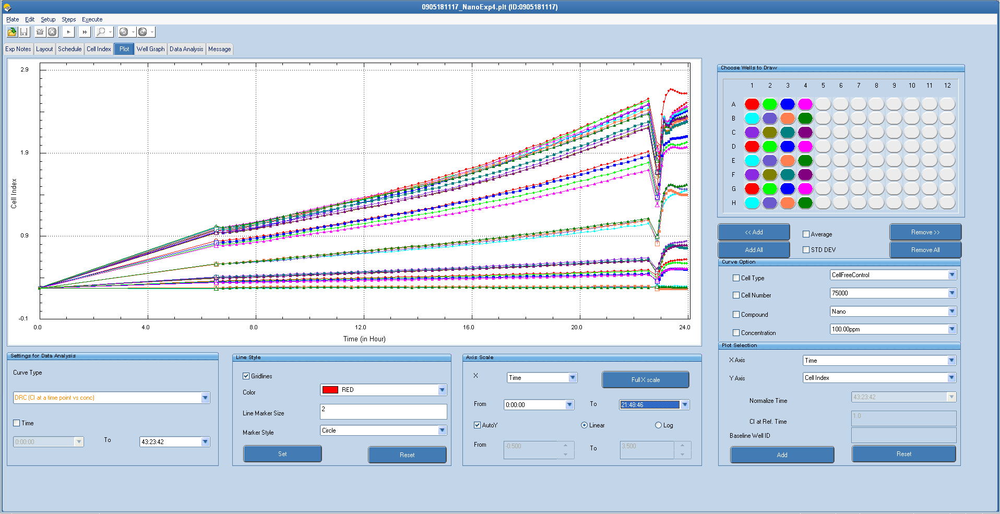 0905181117_NanoExp4.plt (ID:0905181117)
Plate Edit Setup Steps Execute
Exp Notes Layout Schedule Cell Index Plot Well Graph Data Analysis Message
2.9
1.9
0.9
-0.1
Cell Index
0.0 4.0 8.0 12.0 16.0 20.0 24.0
Time (in Hour)
Choose Wells to Draw
1 2 3 4 5 6 7 8 9 10 11 12
A
B
C
D
E
F
G
H
<< Add Average Remove >>
Add All STD DEV Remove All
Curve Option
Cell Type CellFreeControl
Cell Number 75000
Compound Nano
Concentration 100.00ppm
Plot Selection
X Axis Time
Y Axis Cell Index
Normalize Time 43:23:42
CI at Ref. Time 1.0
Baseline Well ID
Add Reset
Settings for Data Analysis
Curve Type
DRC (CI at a time point vs conc)
Time
0:00:00 To 43:23:42
Line Style
Gridlines
Color RED
Line Marker Size 2
Marker Style Circle
Set Reset
Axis Scale
X Time Full X scale
From 0:00:00 To 21:48:46
AutoY Linear Log
From -0.500 To 3.500